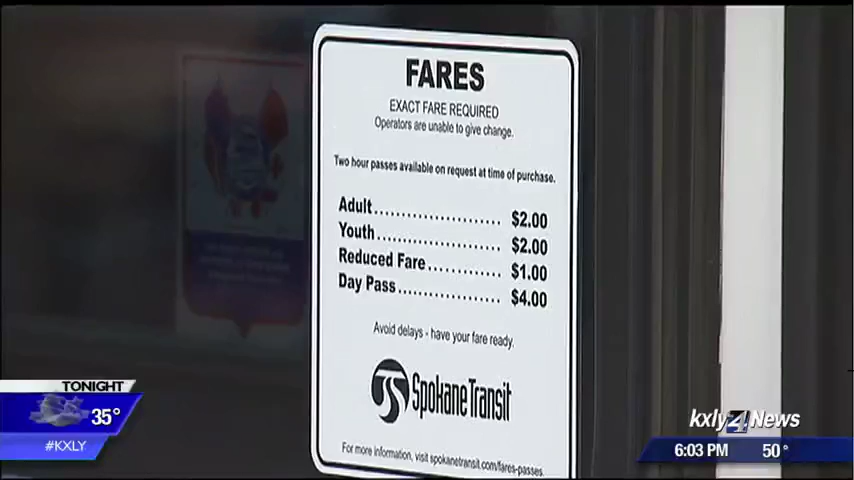 FARES
EXACT FARE REQUIRED
Operators are unable to give change.
Two hour passes available on request at time of purchase.
Adult...................... $2.00
Youth...................... $2.00
Reduced Fare............. $1.00
Day Pass.................. $4.00
Avoid delays - have your fare ready.
Spokane Transit
For more information, visit spokanetransit.com/fares-passes.
TONIGHT
35°
#KXLY
kxly 4 News
6:03 PM 50°